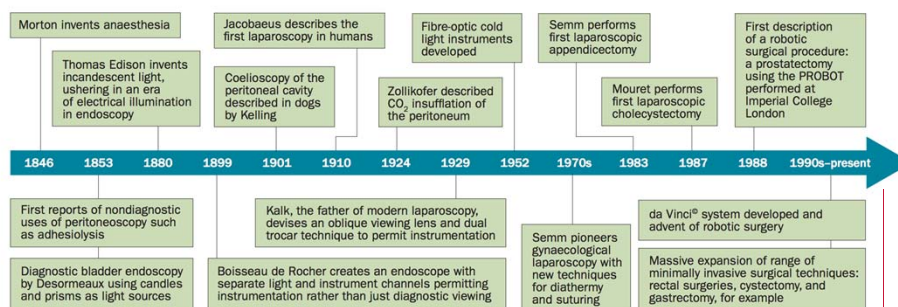 Morton invents anaesthesia
Thomas Edison invents
incandescent light,
ushering in an era
of electrical illumination
in endoscopy
Jacobaeus describes the
first laparoscopy in humans
Coelioscopy of the
peritoneal cavity
described in dogs
by Kelling
Fibre-optic cold
light instruments
developed
Zollikofer described
CO₂ insufflation of
the peritoneum
Semm performs
first laparoscopic
appendicectomy
Mouret performs
first laparoscopic
cholecystectomy
First description
of a robotic
surgical procedure:
a prostatectomy
using the PROBOT
performed at
Imperial College
London
1846 1853 1880 1899 1901 1910 1924 1929 1952 1970s 1983 1987 1988 1990s–present
First reports of nondiagnostic
uses of peritoneoscopy such
as adhesiolysis
Diagnostic bladder endoscopy
by Desormeaux using candles
and prisms as light sources
Kalk, the father of modern laparoscopy,
devises an oblique viewing lens and dual
trocar technique to permit instrumentation
Boisseau de Rocher creates an endoscope with
separate light and instrument channels permitting
instrumentation rather than just diagnostic viewing
Semm pioneers
gynaecological
laparoscopy with
new techniques
for diathermy
and suturing
da Vinci© system developed and
advent of robotic surgery
Massive expansion of range of
minimally invasive surgical techniques:
rectal surgeries, cystectomy, and
gastrectomy, for example